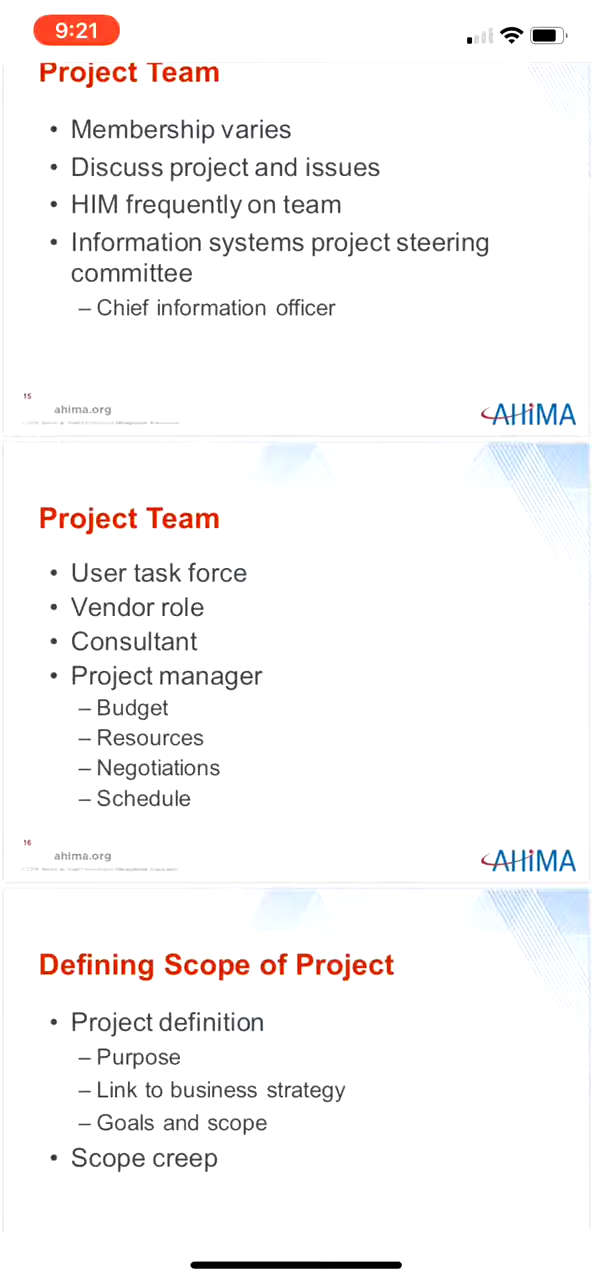 9:21
Project Team
• Membership varies
• Discuss project and issues
• HIM frequently on team
• Information systems project steering
committee
– Chief information officer
15
ahima.org
AHiMA
Project Team
• User task force
• Vendor role
• Consultant
• Project manager
– Budget
– Resources
– Negotiations
– Schedule
16
ahima.org
AHiMA
Defining Scope of Project
• Project definition
– Purpose
– Link to business strategy
– Goals and scope
• Scope creep